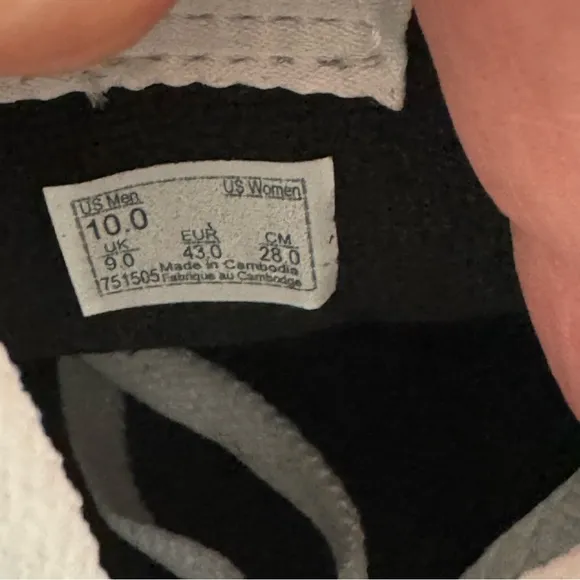 US Men US Women
10.0
UK EUR CM
9.0 43.0 28.0
Made in Cambodia
751505 Fabriqué au Cambodge